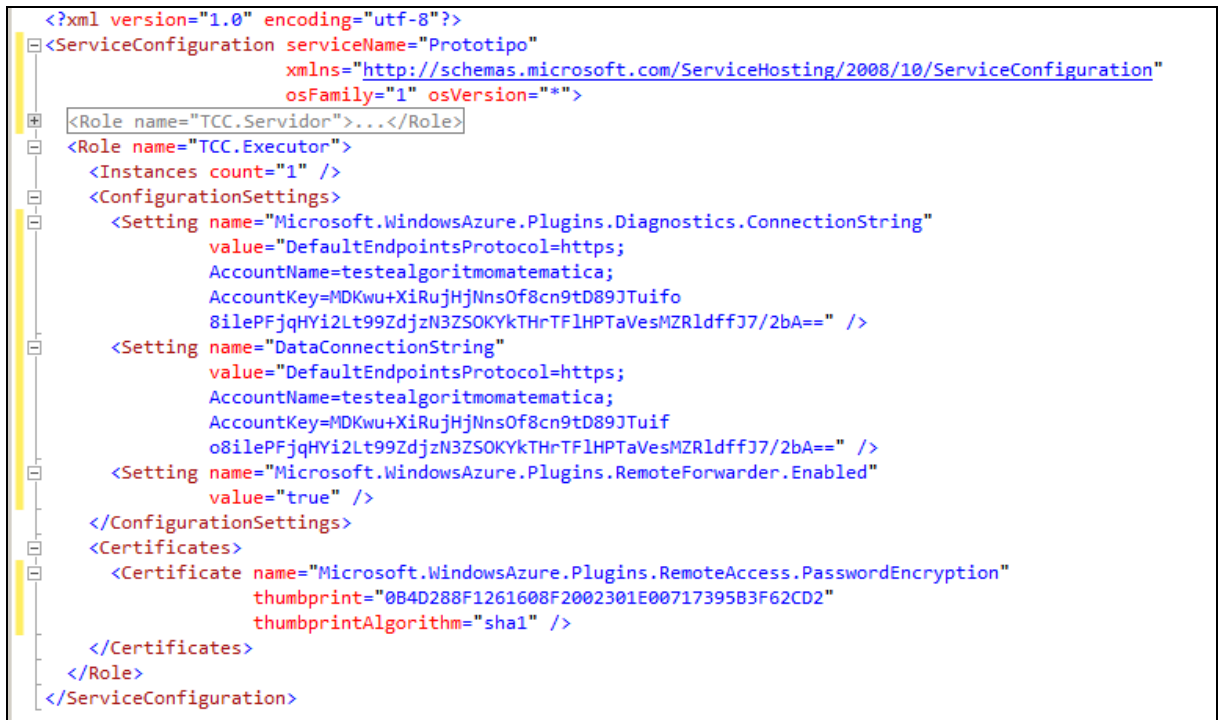 <?xml version="1.0" encoding="utf-8"?>
<ServiceConfiguration serviceName="Prototipo"
xmlns="http://schemas.microsoft.com/ServiceHosting/2008/10/ServiceConfiguration"
osFamily="1" osVersion="*">
<Role name="TCC.Servidor">...</Role>
<Role name="TCC.Executor">
<Instances count="1" />
<ConfigurationSettings>
<Setting name="Microsoft.WindowsAzure.Plugins.Diagnostics.ConnectionString"
value="DefaultEndpointsProtocol=https;
AccountName=testealgoritmomatematica;
AccountKey=MDKwu+XiRujHjNnsOf8cn9tD89JTuifo
8ilePFjqHYi2Lt99ZdjzN3ZSOKYkTHrTFlHPTaVesMZRldffJ7/2bA==" />
<Setting name="DataConnectionString"
value="DefaultEndpointsProtocol=https;
AccountName=testealgoritmomatematica;
AccountKey=MDKwu+XiRujHjNnsOf8cn9tD89JTuif
o8ilePFjqHYi2Lt99ZdjzN3ZSOKYkTHrTFlHPTaVesMZRldffJ7/2bA==" />
<Setting name="Microsoft.WindowsAzure.Plugins.RemoteForwarder.Enabled"
value="true" />
</ConfigurationSettings>
<Certificates>
<Certificate name="Microsoft.WindowsAzure.Plugins.RemoteAccess.PasswordEncryption"
thumbprint="0B4D288F1261608F2002301E00717395B3F62CD2"
thumbprintAlgorithm="sha1" />
</Certificates>
</Role>
</ServiceConfiguration>